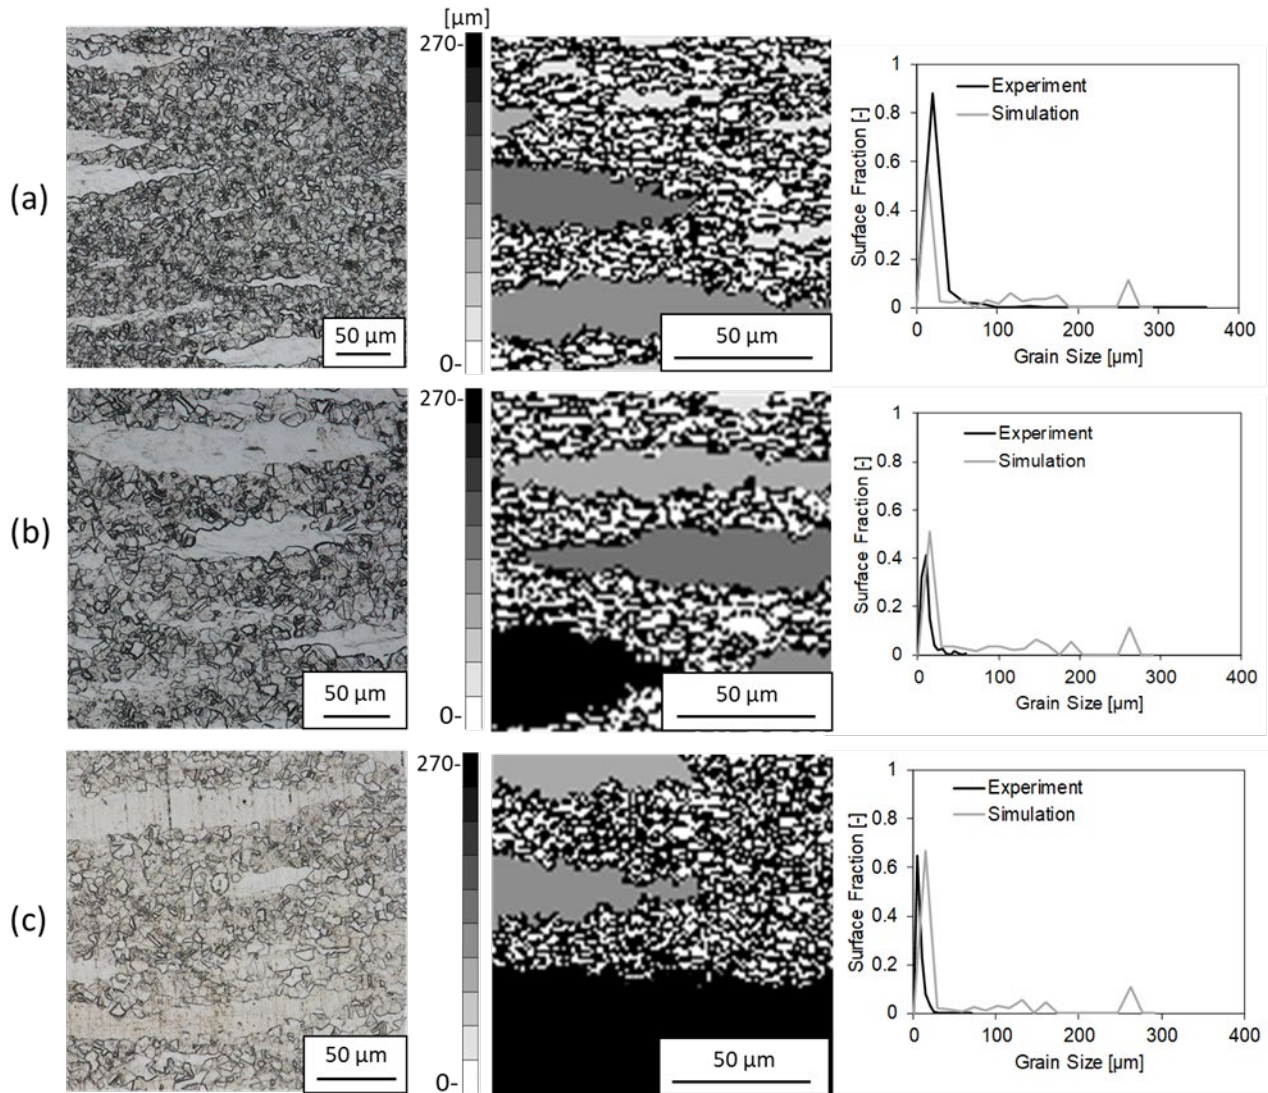 [µm]
270-
0-
(a)
50 µm
50 µm
Surface Fraction [-]
1
0.8
0.6
0.4
0.2
0
Experiment
Simulation
0
100
200
300
400
Grain Size [µm]
270-
0-
(b)
50 µm
50 µm
Surface Fraction [-]
1
0.8
0.6
0.4
0.2
0
Experiment
Simulation
0
100
200
300
400
Grain Size [µm]
270-
0-
(c)
50 µm
50 µm
Surface Fraction [-]
1
0.8
0.6
0.4
0.2
0
Experiment
Simulation
0
100
200
300
400
Grain Size [µm]